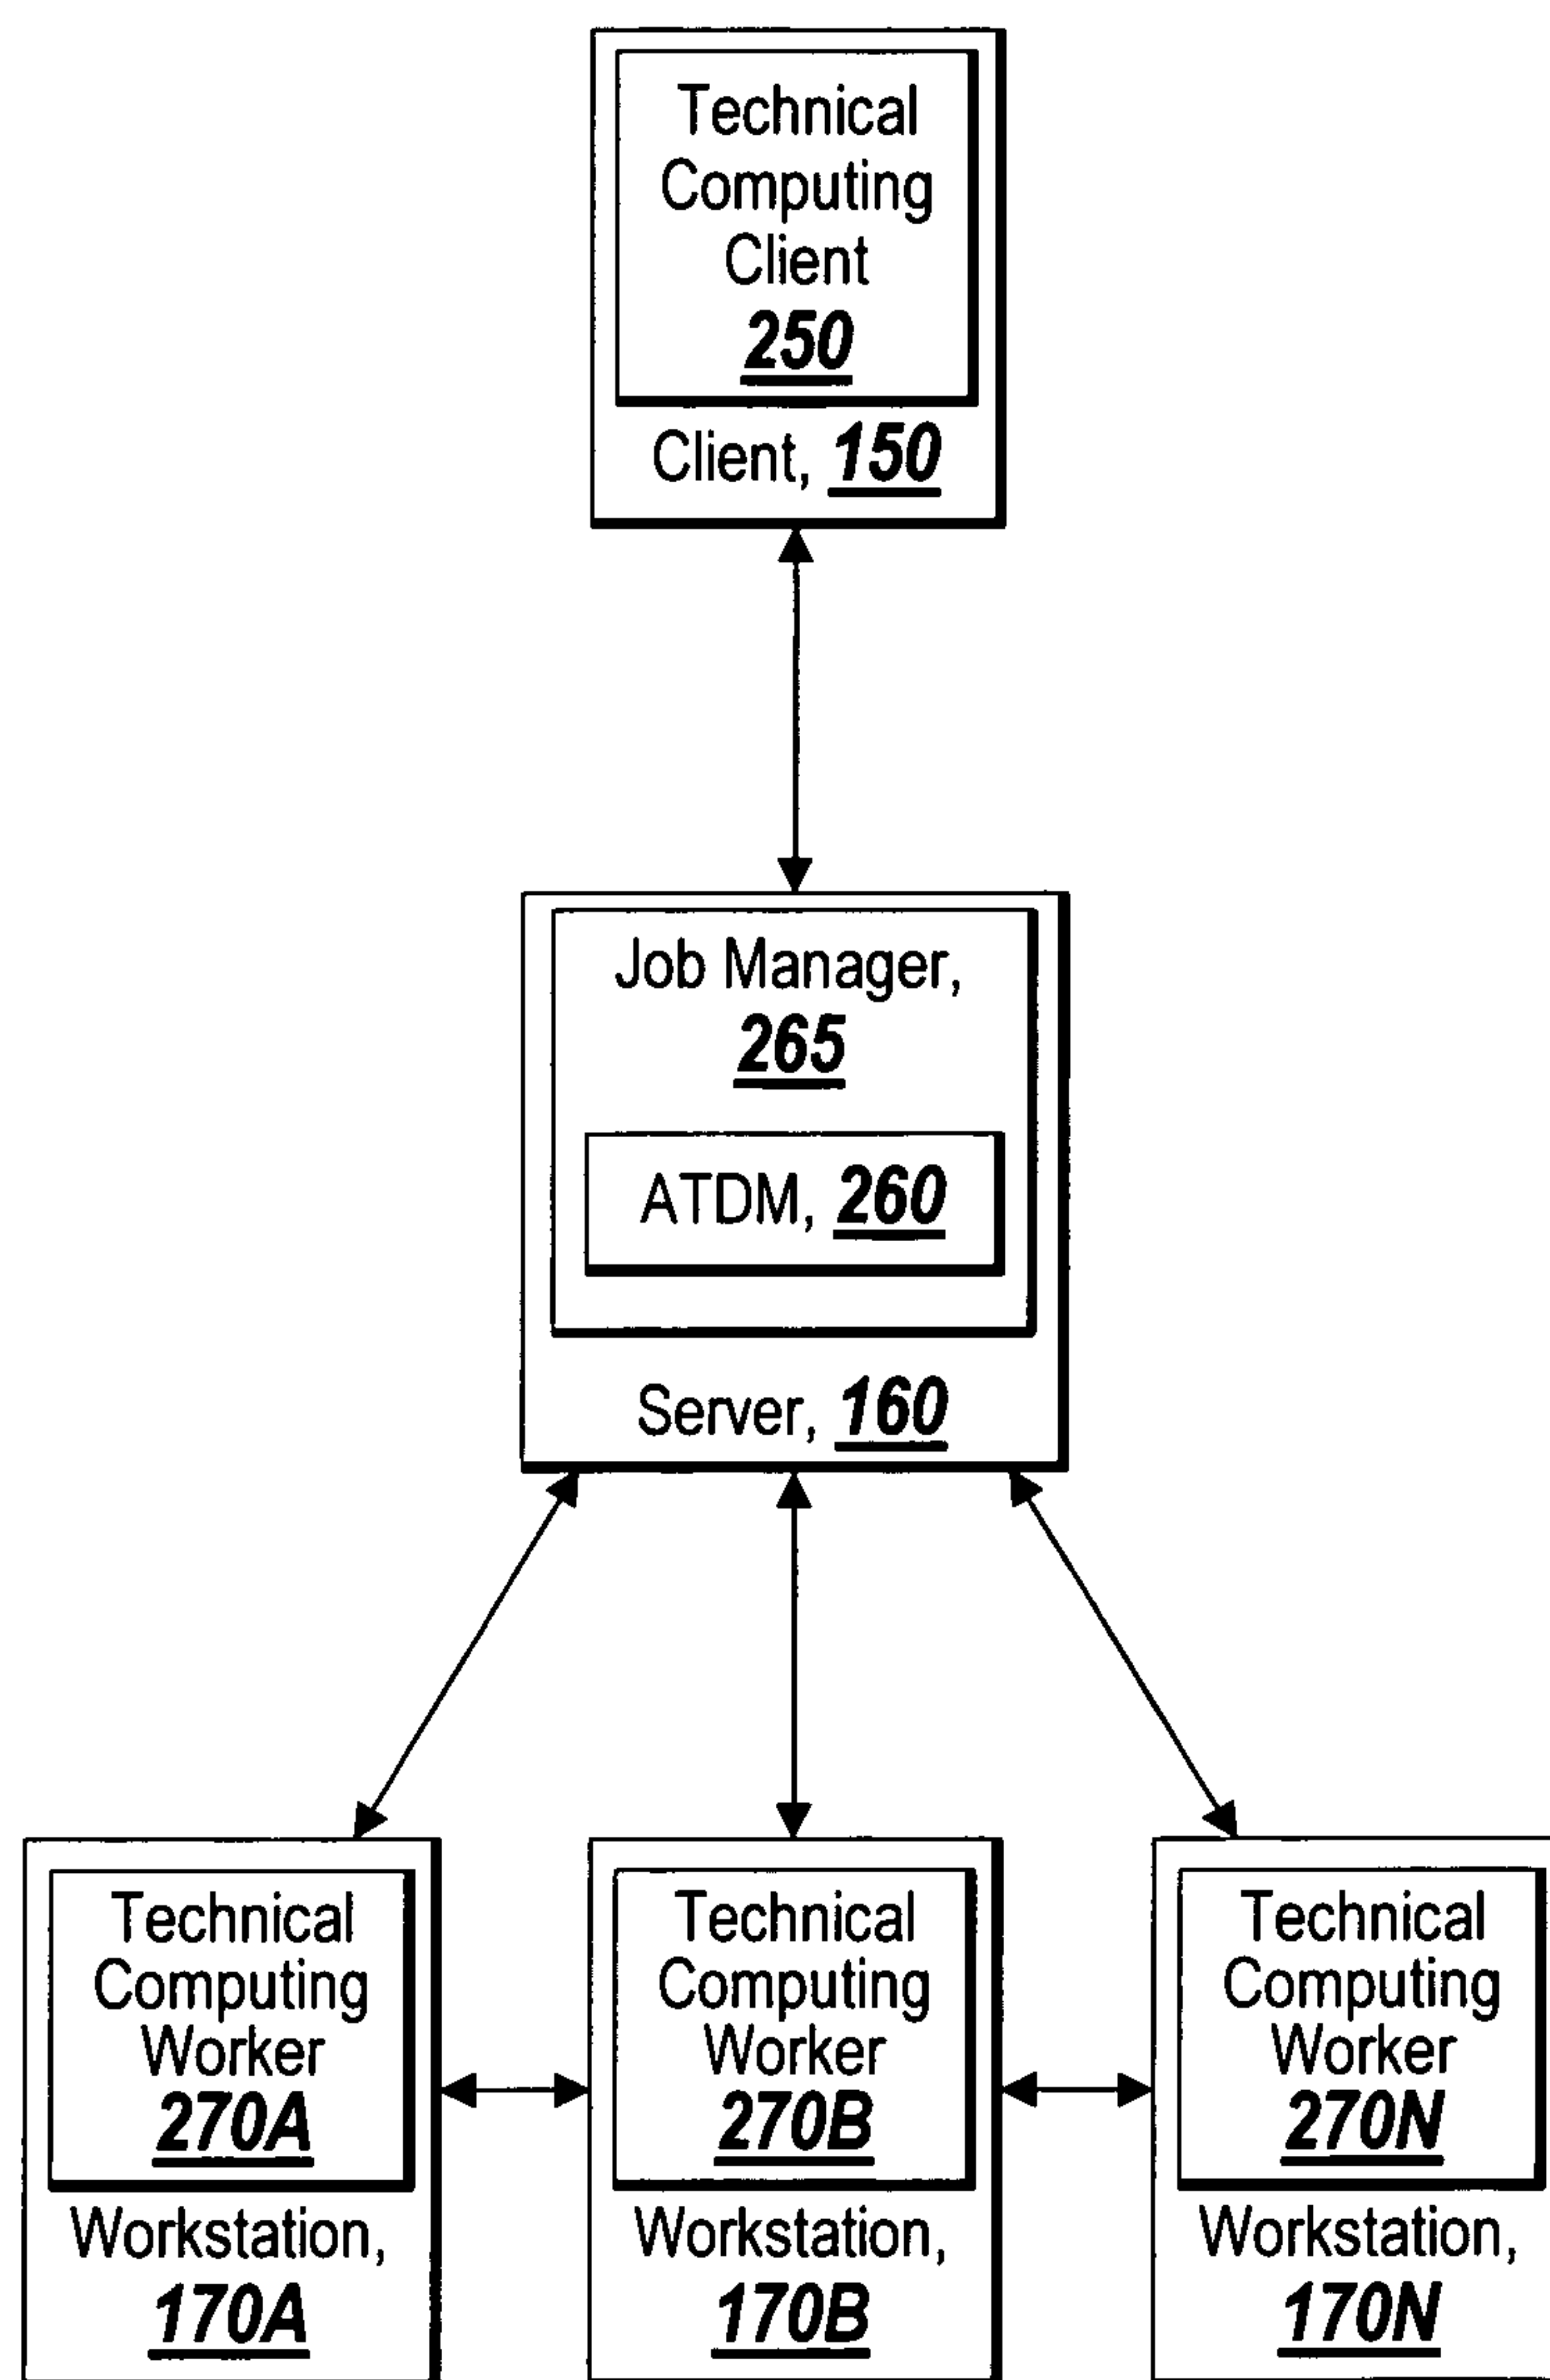 Technical
Computing
Client
250
Client, 150
Job Manager,
265
ATDM, 260
Server, 160
Technical
Computing
Worker
270A
Workstation,
170A
Technical
Computing
Worker
270B
Workstation,
170B
Technical
Computing
Worker
270N
Workstation,
170N